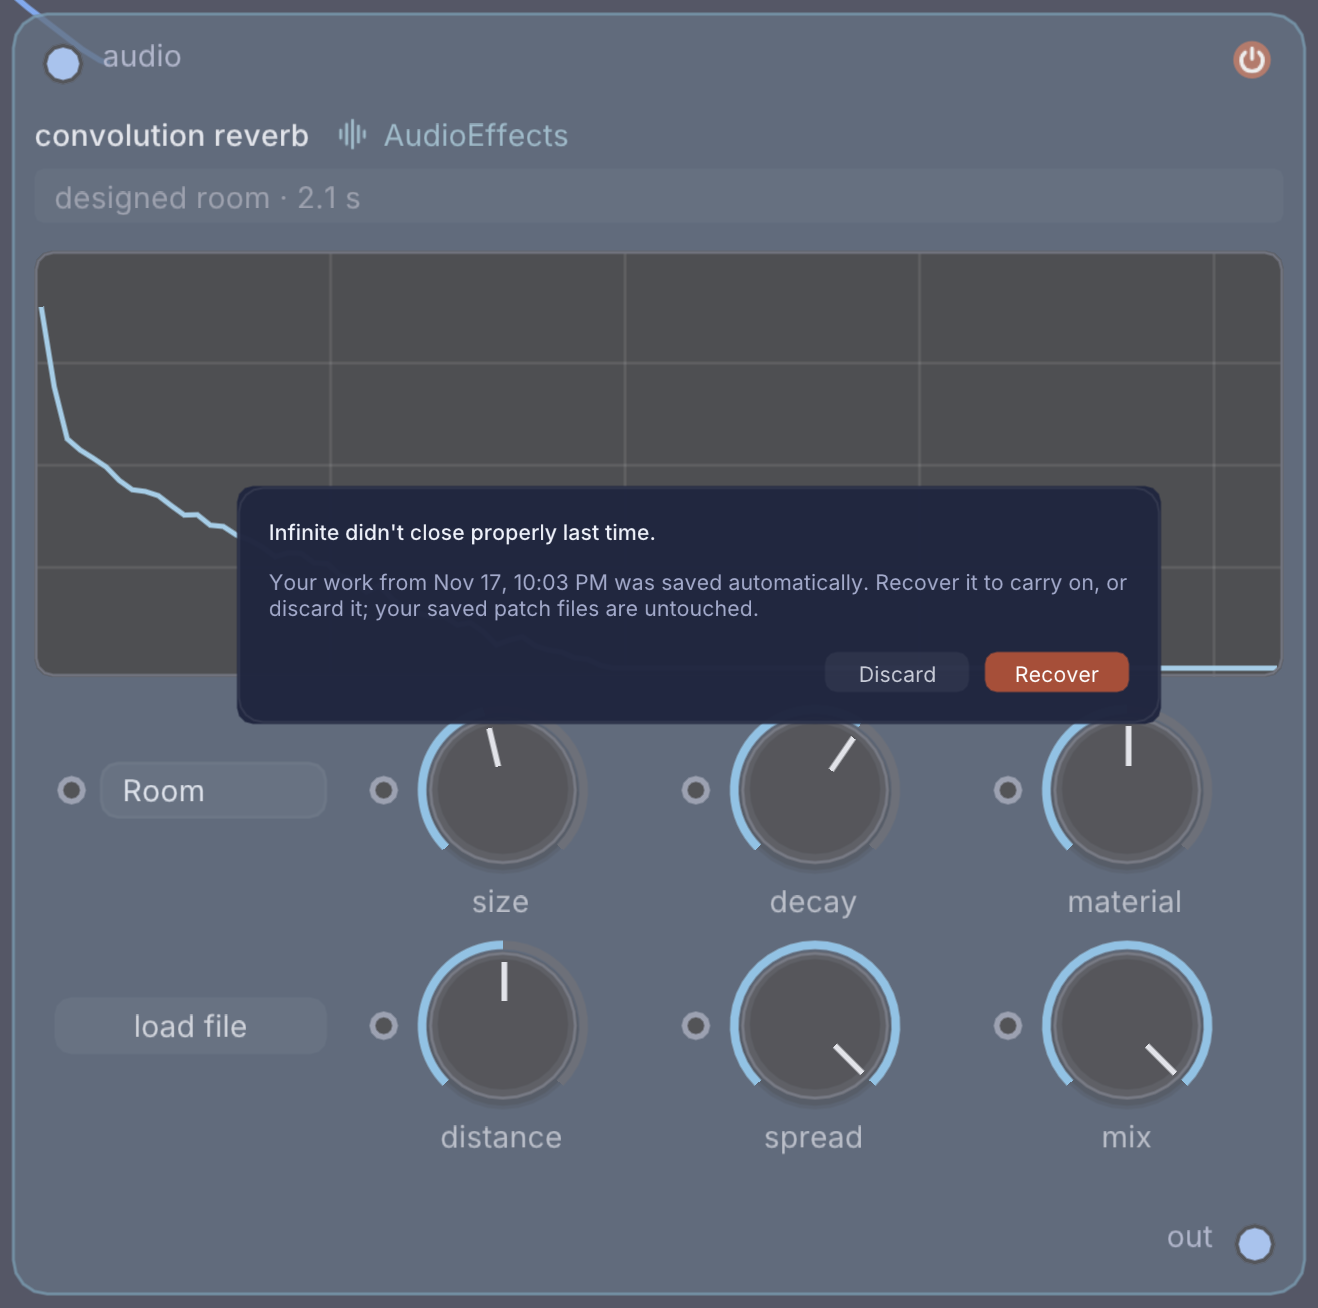 audio
convolution reverb AudioEffects
designed room · 2.1 s
Infinite didn't close properly last time.
Your work from Nov 17, 10:03 PM was saved automatically. Recover it to carry on, or
discard it; your saved patch files are untouched.
Discard Recover
Room
size decay material
load file
distance spread mix
out